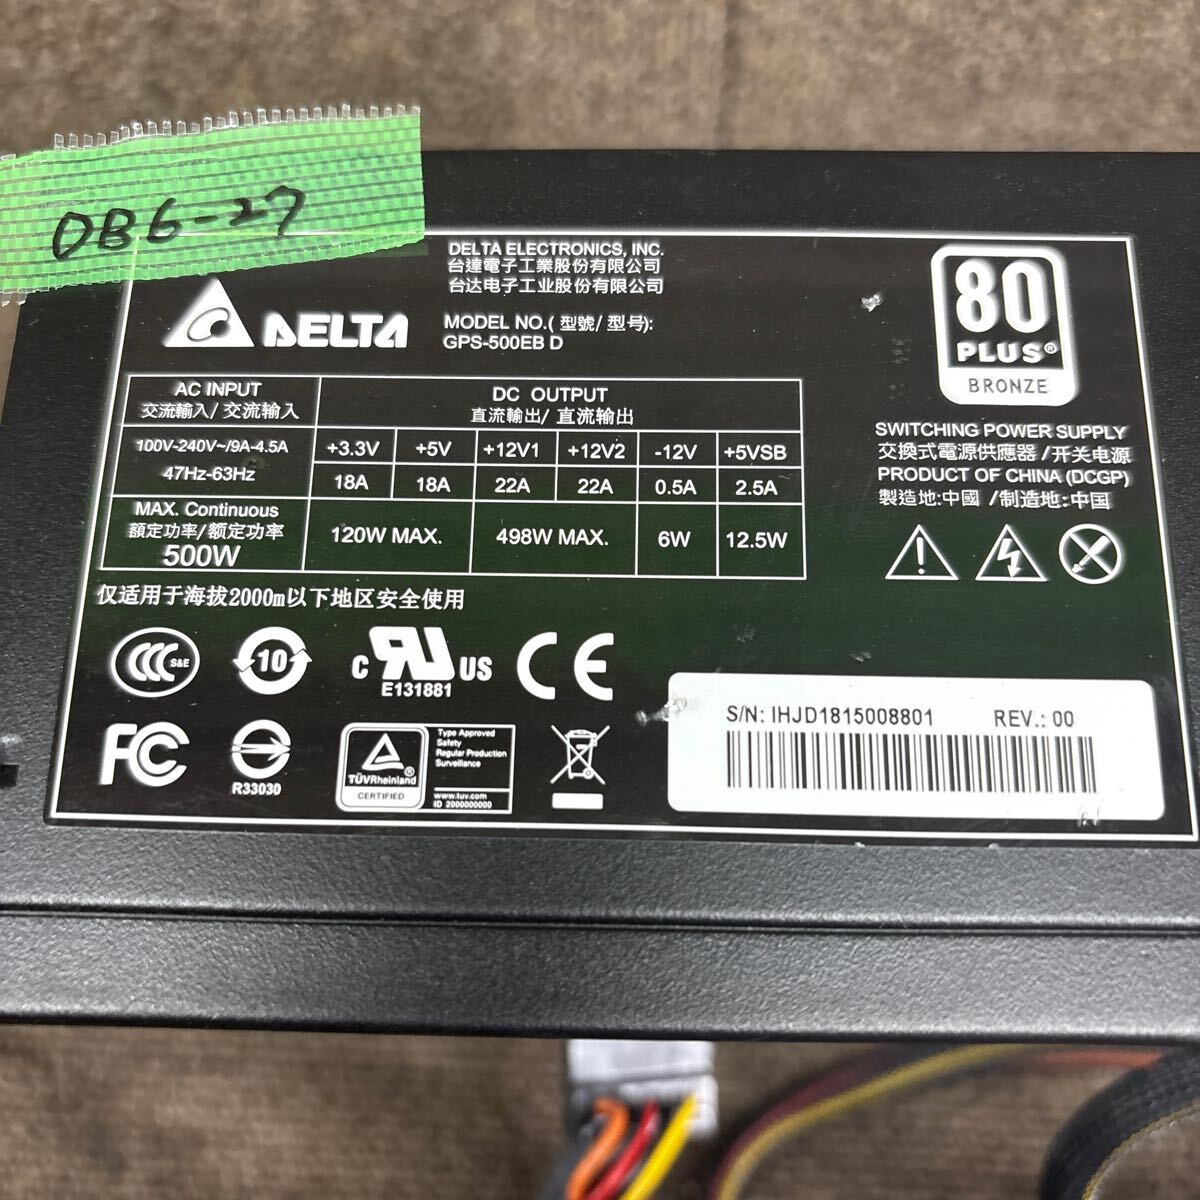 DB6-27
DELTA ELECTRONICS, INC.
台達電子工業股份有限公司
台达电子工业股份有限公司
DELTA
MODEL NO.( 型號/ 型号):
GPS-500EB D
80
PLUS®
BRONZE
AC INPUT
交流輸入/ 交流输入
DC OUTPUT
直流輸出/ 直流输出
100V-240V~/9A-4.5A
47Hz-63Hz
+3.3V +5V +12V1 +12V2 -12V +5VSB
18A 18A 22A 22A 0.5A 2.5A
MAX. Continuous
額定功率/额定功率
500W
120W MAX. 498W MAX. 6W 12.5W
SWITCHING POWER SUPPLY
交換式電源供應器 /开关电源
PRODUCT OF CHINA (DCGP)
製造地:中國 /制造地:中国
仅适用于海拔2000m以下地区安全使用
CCC S&E
10
c RU US
E131881
CE
FC
R33030
TÜVRheinland ®
CERTIFIED
Type Approved
Safety
Regular Production
Surveillance
www.tuv.com
ID 2000000000
S/N: IHJD1815008801 REV.: 00